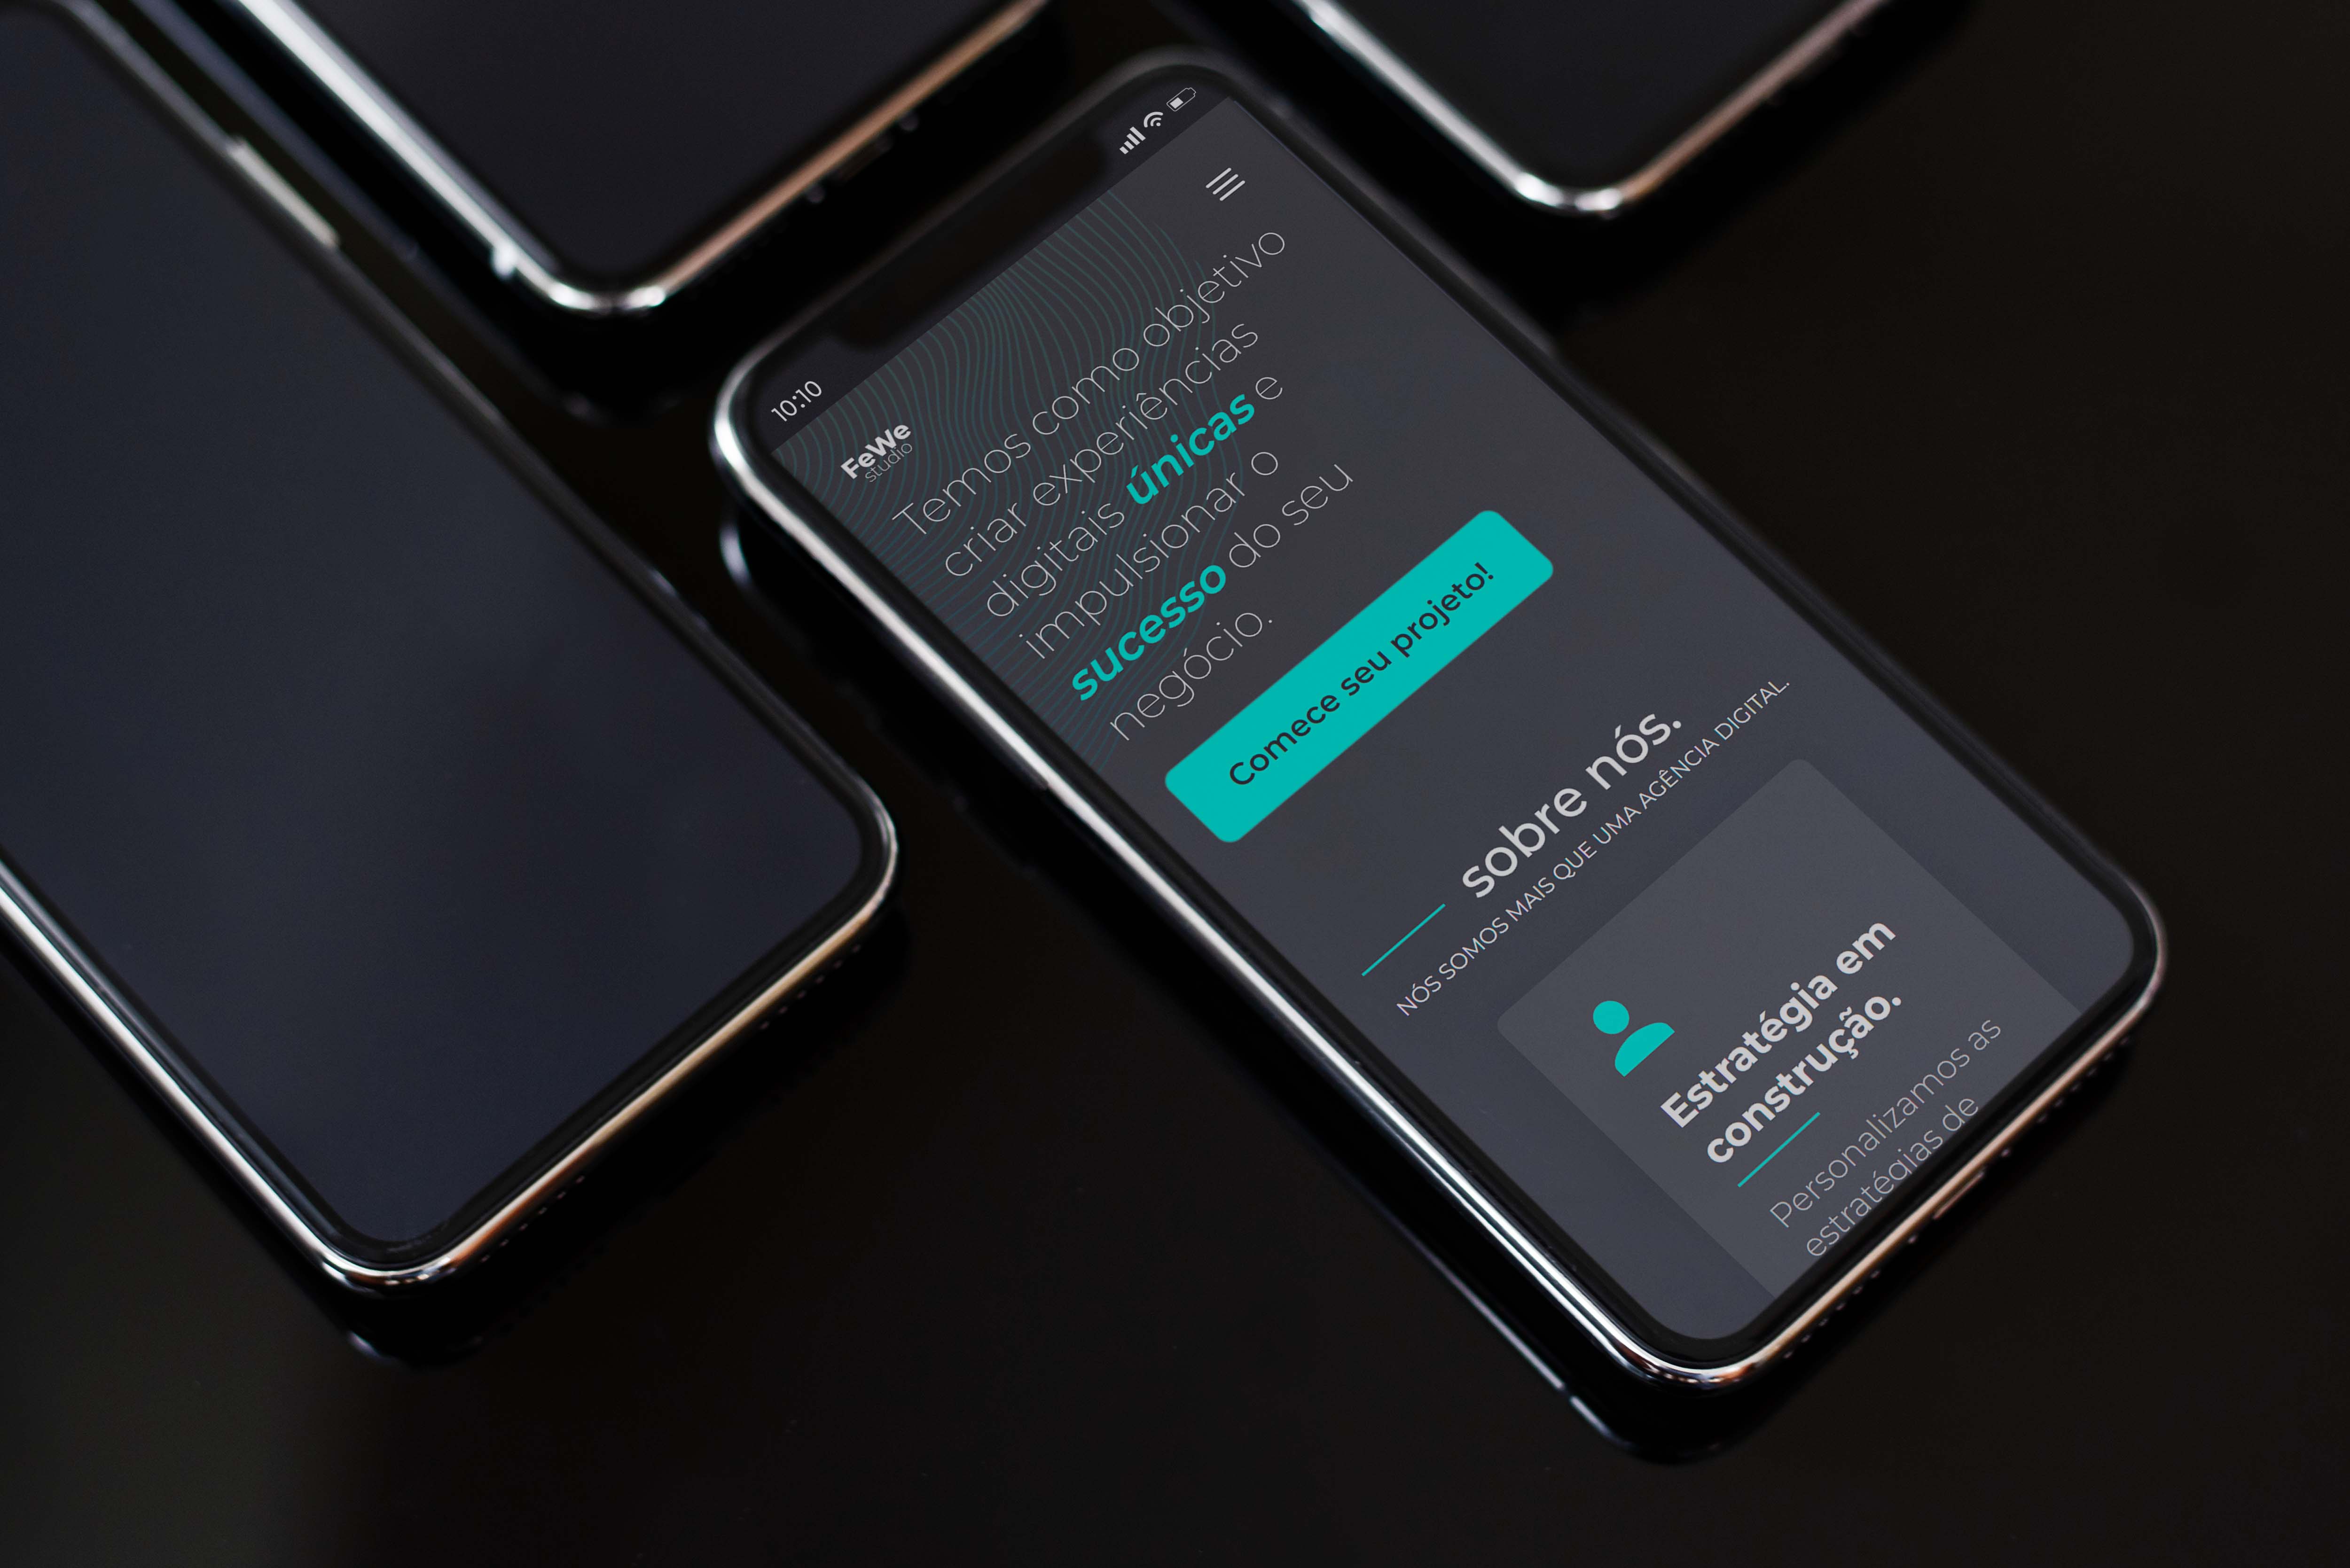 10:10
FeWe
studio
Temos como objetivo
criar experiências
digitais únicas e
impulsionar o
sucesso do seu
negócio.
Comece seu projeto!
sobre nós.
NÓS SOMOS MAIS QUE UMA AGÊNCIA DIGITAL.
Estratégia em
construção.
Personalizamos as
estratégias de